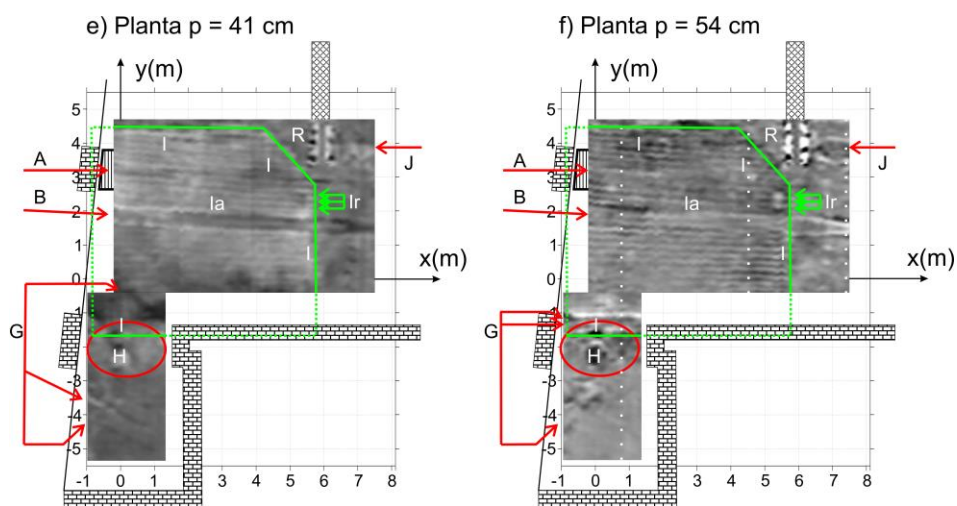 e) Planta p = 41 cm
f) Planta p = 54 cm
y(m)
5
4
3
2
1
0
-1
-3
-4
-5
-1 0 1 2 3 4 5 6 7 8
x(m)
A
B
G
H
I
I
I
I
Ia
Ir
R
J
y(m)
5
4
3
2
1
0
-1
-3
-4
-5
-1 0 1 2 3 4 5 6 7 8
x(m)
A
B
G
H
I
I
I
I
Ia
Ir
R
J